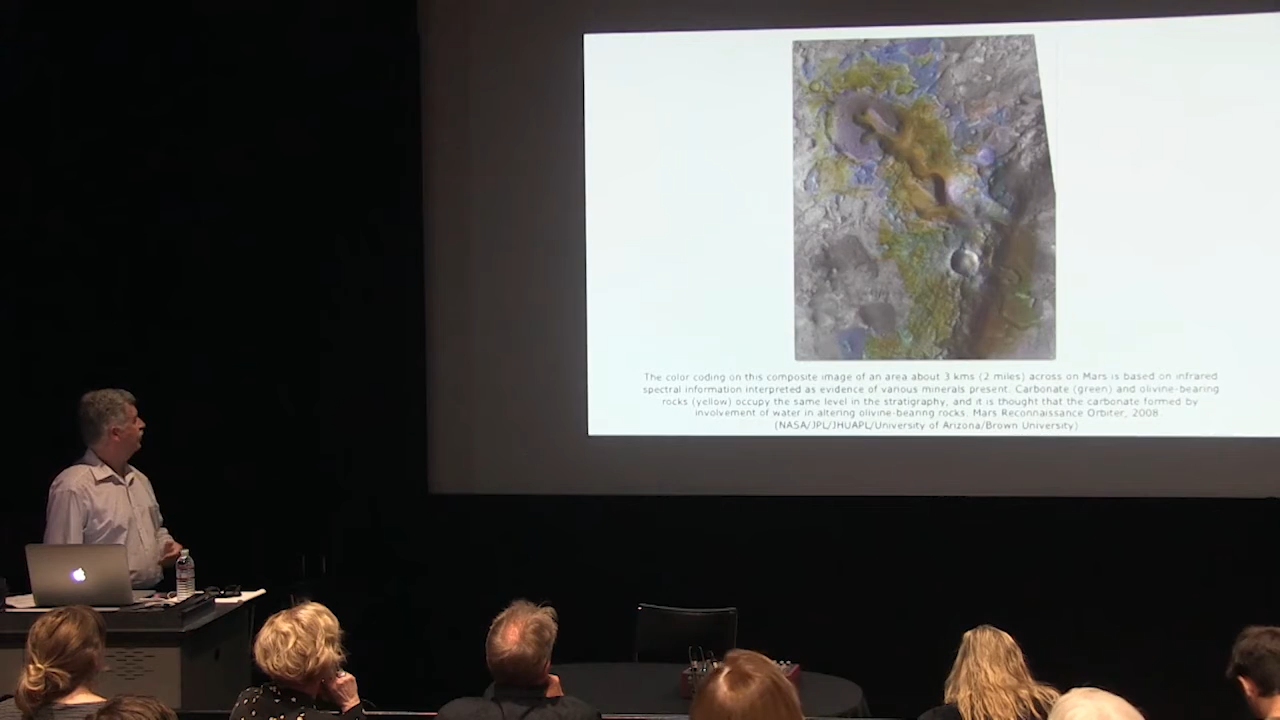 The color coding on this composite image of an area about 3 kms (2 miles) across on Mars is based on infrared
spectral information interpreted as evidence of various minerals present. Carbonate (green) and olivine-bearing
rocks (yellow) occupy the same level in the stratigraphy, and it is thought that the carbonate formed by
involvement of water in altering olivine-bearing rocks. Mars Reconnaissance Orbiter, 2008.
(NASA/JPL/JHUAPL/University of Arizona/Brown University)